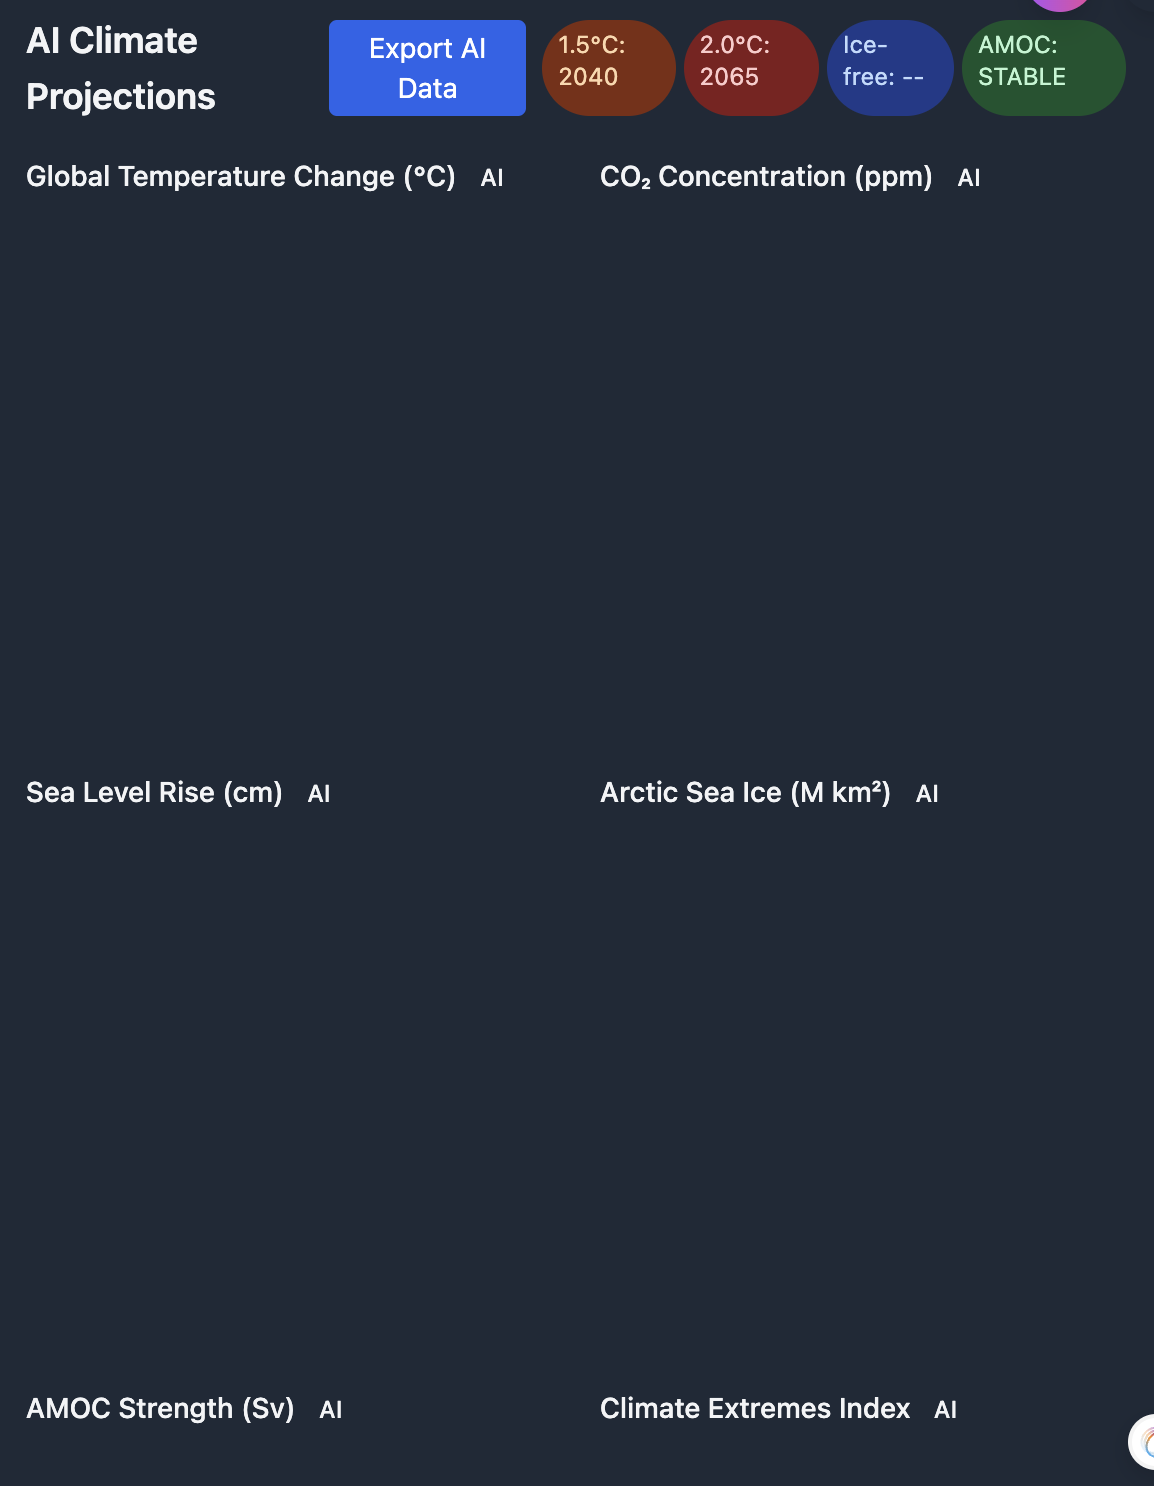 AI Climate
Projections
Export AI
Data
1.5°C:
2040
2.0°C:
2065
Ice-
free: --
AMOC:
STABLE
Global Temperature Change (°C) AI
CO₂ Concentration (ppm) AI
Sea Level Rise (cm) AI
Arctic Sea Ice (M km²) AI
AMOC Strength (Sv) AI
Climate Extremes Index AI